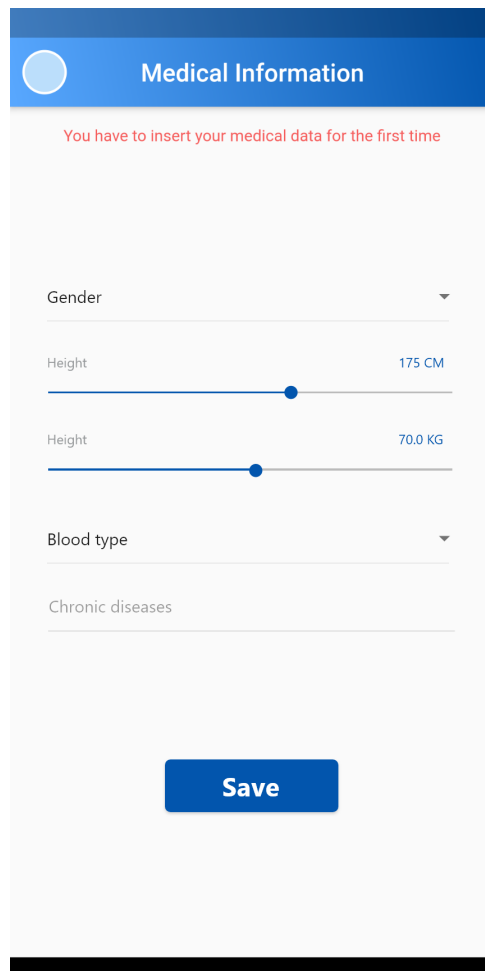 Medical Information
You have to insert your medical data for the first time
Gender
Height 175 CM
Height 70.0 KG
Blood type
Chronic diseases
Save